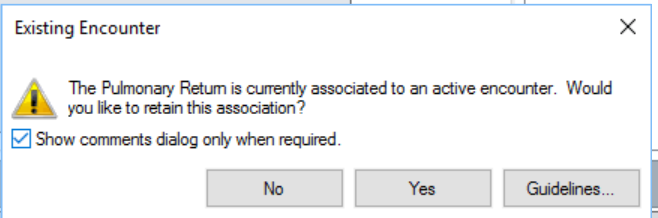 Existing Encounter
The Pulmonary Return is currently associated to an active encounter.  Would
you like to retain this association?
Show comments dialog only when required.
No
Yes
Guidelines...